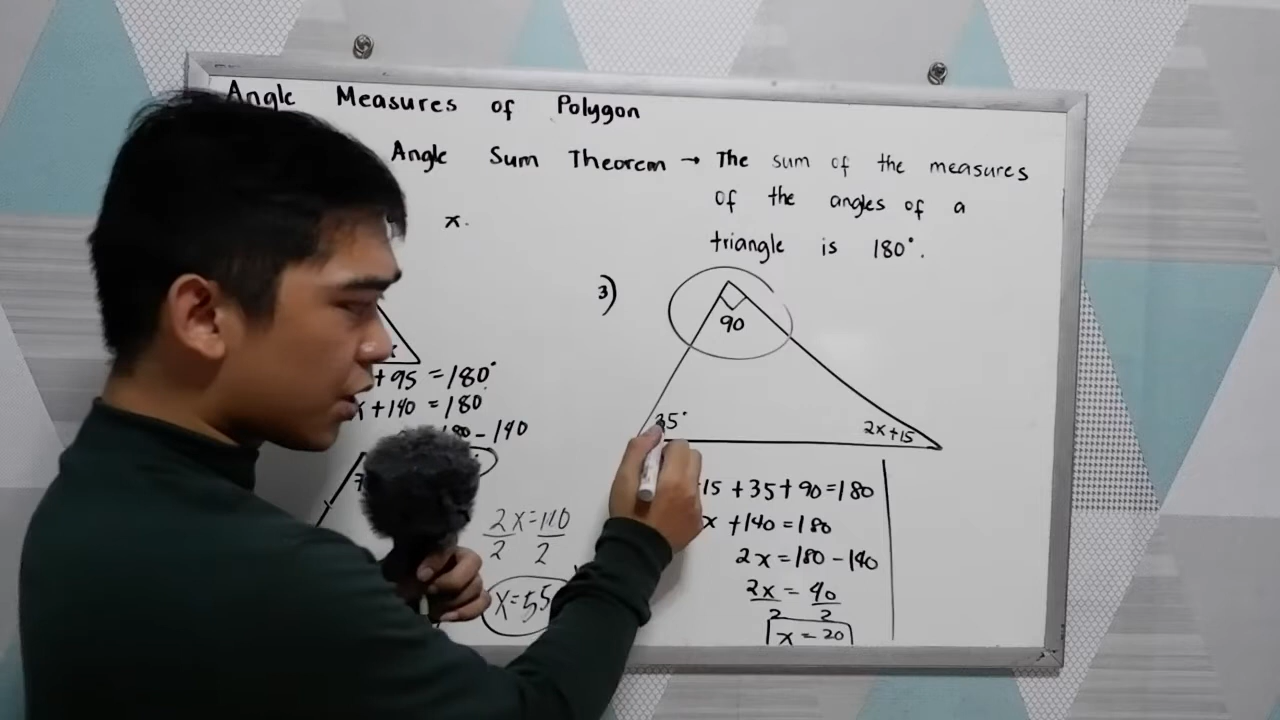 Angle Measures of Polygon
Angle Sum Theorem → The sum of the measures
of the angles of a
triangle is 180°.
x.
+95 = 180°
x + 140 = 180
180 - 140
2x = 110
2 2
x = 55
3)
90
35°
2x+15
15 + 35 + 90 = 180
x + 140 = 180
2x = 180 - 140
2x = 40
2 2
x = 20